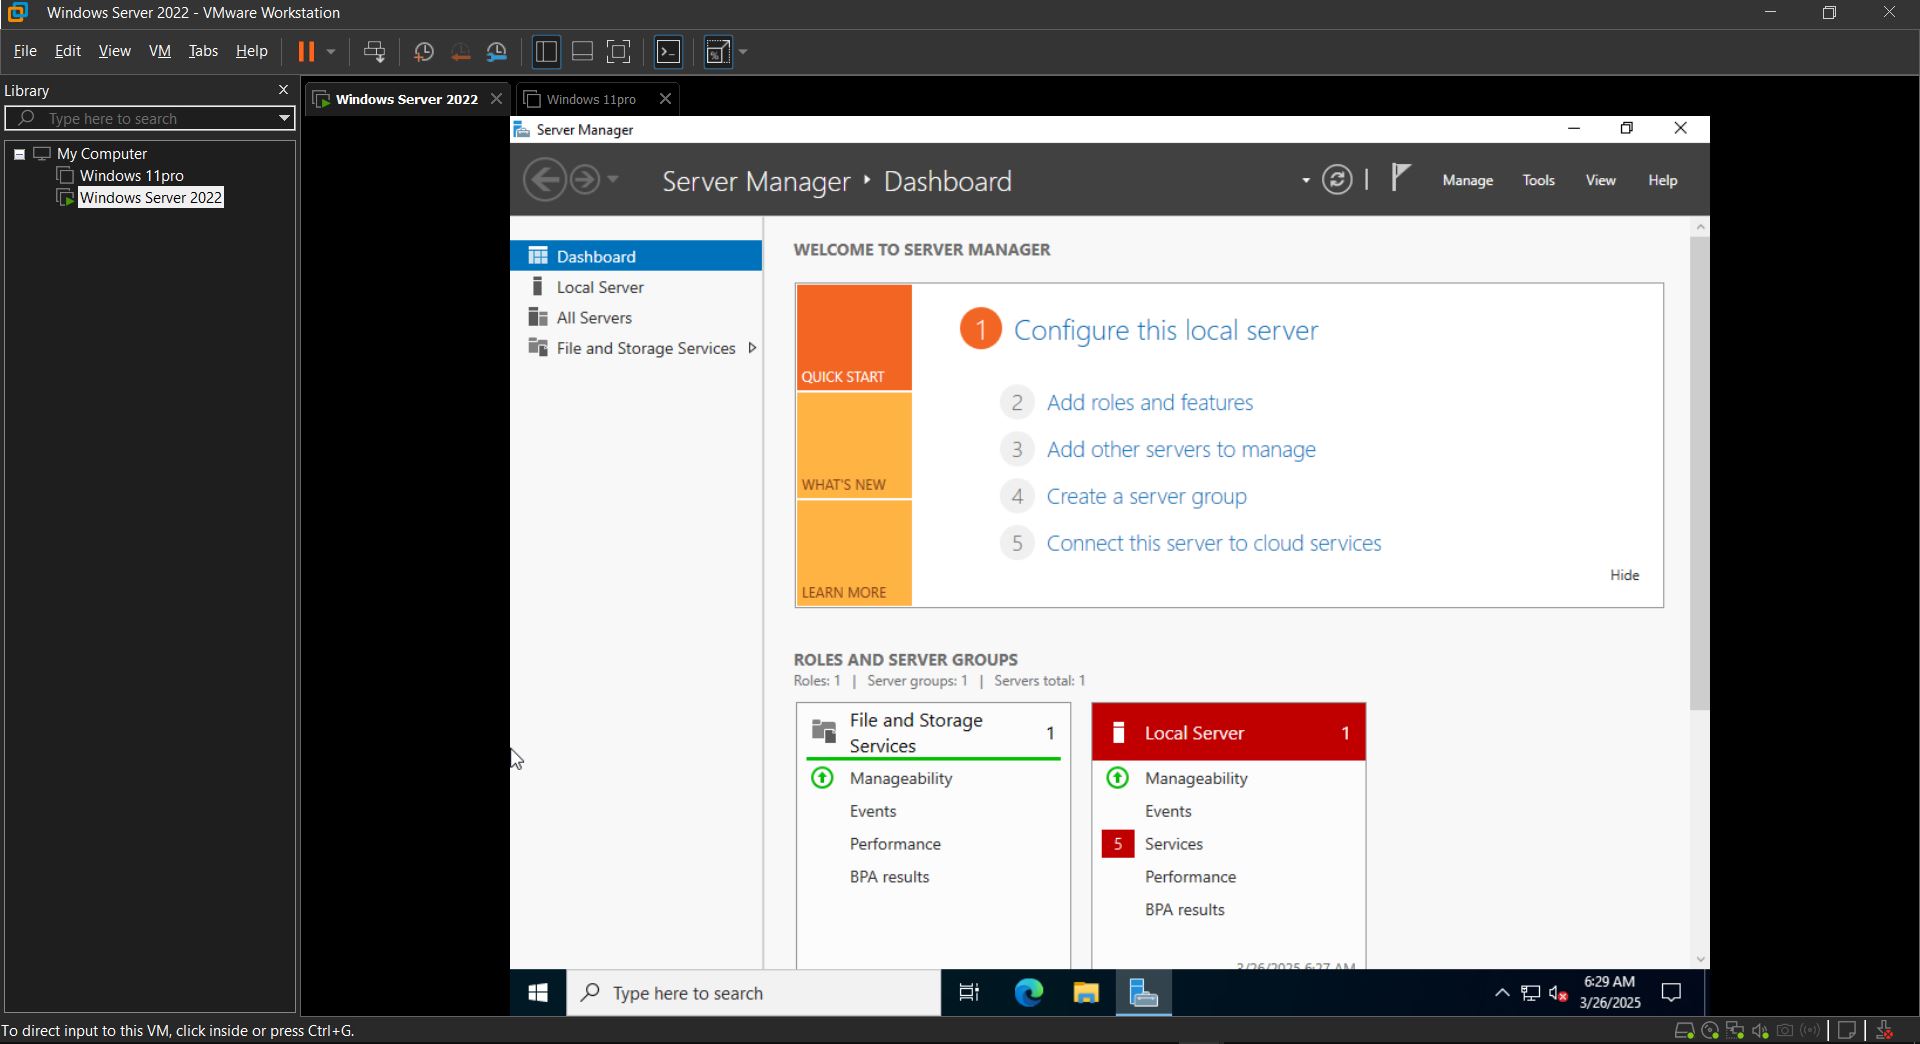 Windows Server 2022 - VMware Workstation
File Edit View VM Tabs Help
Library
Type here to search
My Computer
Windows 11pro
Windows Server 2022
Windows Server 2022
Windows 11pro
Server Manager
Server Manager Dashboard
Manage Tools View Help
Dashboard
Local Server
All Servers
File and Storage Services
WELCOME TO SERVER MANAGER
QUICK START
WHAT'S NEW
LEARN MORE
1 Configure this local server
2 Add roles and features
3 Add other servers to manage
4 Create a server group
5 Connect this server to cloud services
Hide
ROLES AND SERVER GROUPS
Roles: 1 | Server groups: 1 | Servers total: 1
File and Storage
Services
1
Manageability
Events
Performance
BPA results
Local Server 1
Manageability
Events
5 Services
Performance
BPA results
3/26/2025 6:27 AM
Type here to search
6:29 AM
3/26/2025
To direct input to this VM, click inside or press Ctrl+G.